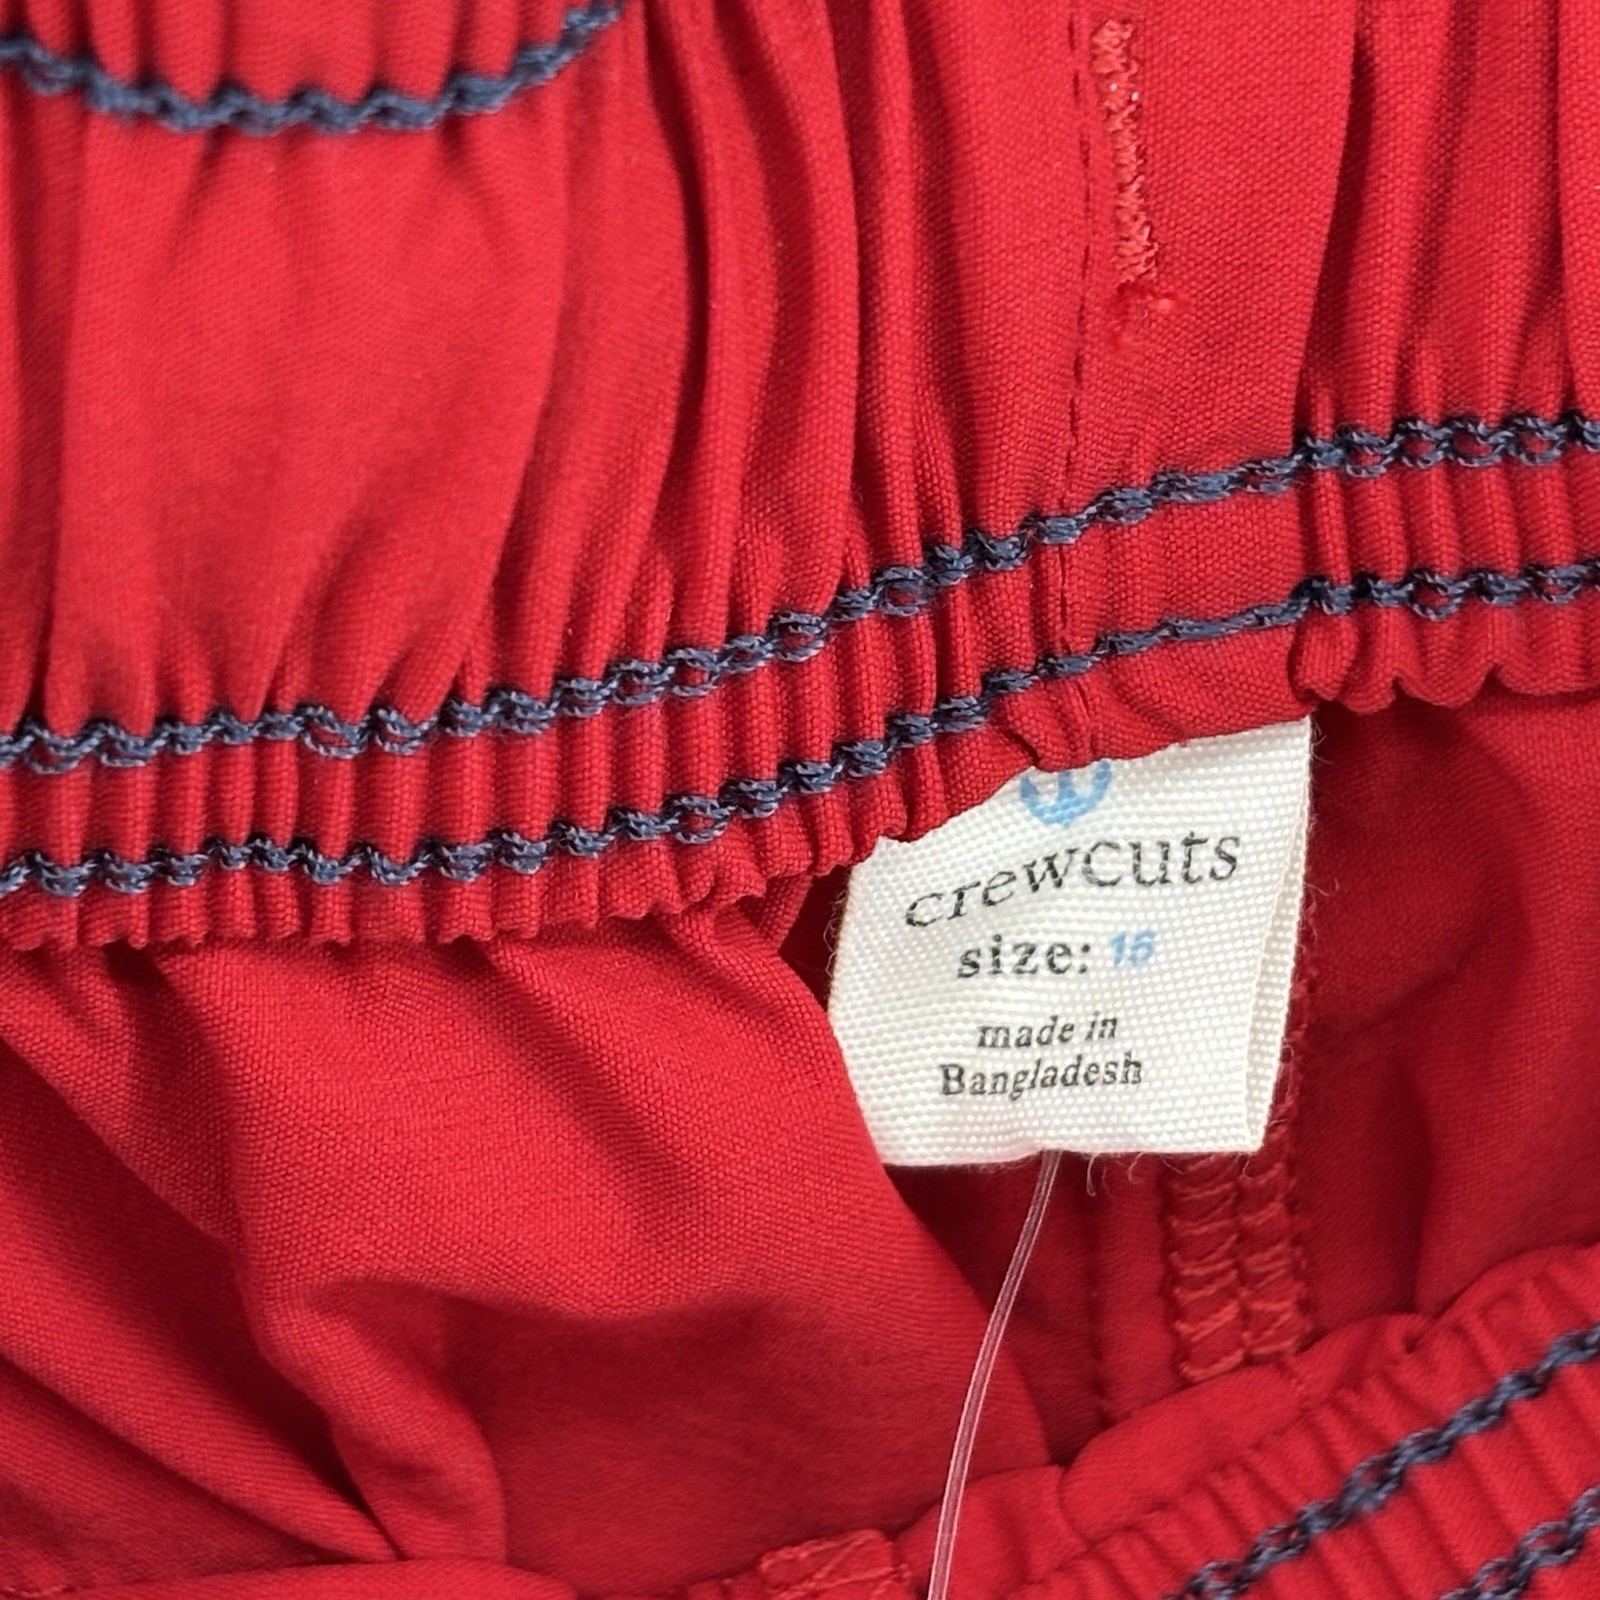 crewcuts
size: 16
made in
Bangladesh